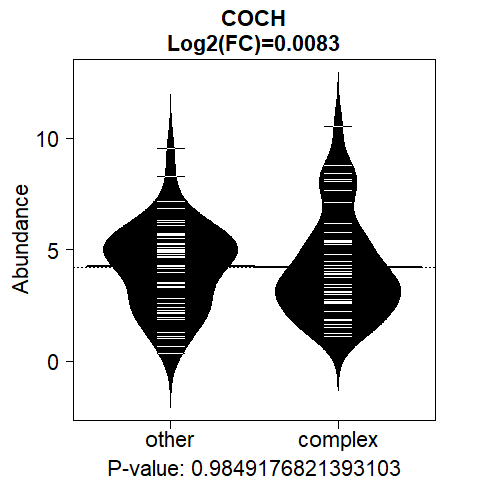 COCH
Log2(FC)=0.0083
Abundance
10
5
0
other complex
P-value: 0.9849176821393103